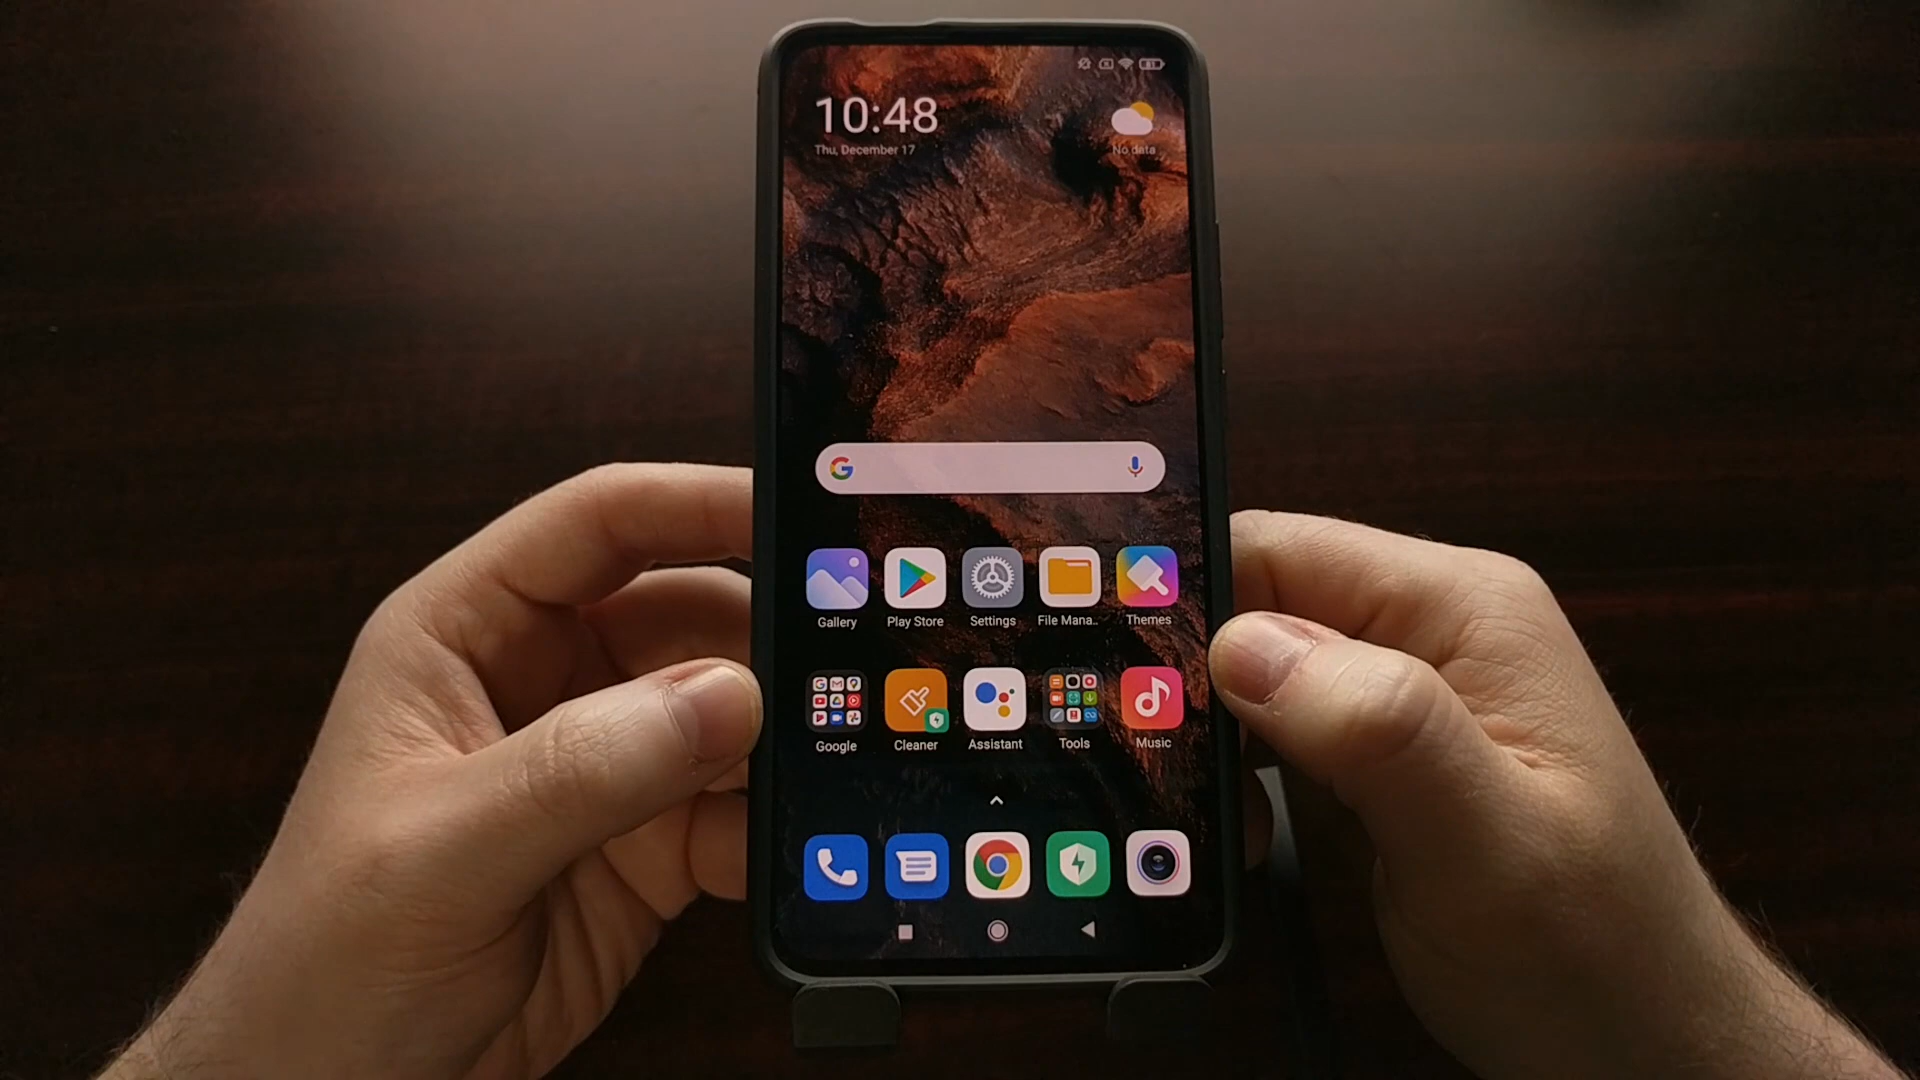 10:48
Thu, December 17
No data
Gallery
Play Store
Settings
File Mana..
Themes
Google
Cleaner
Assistant
Tools
Music